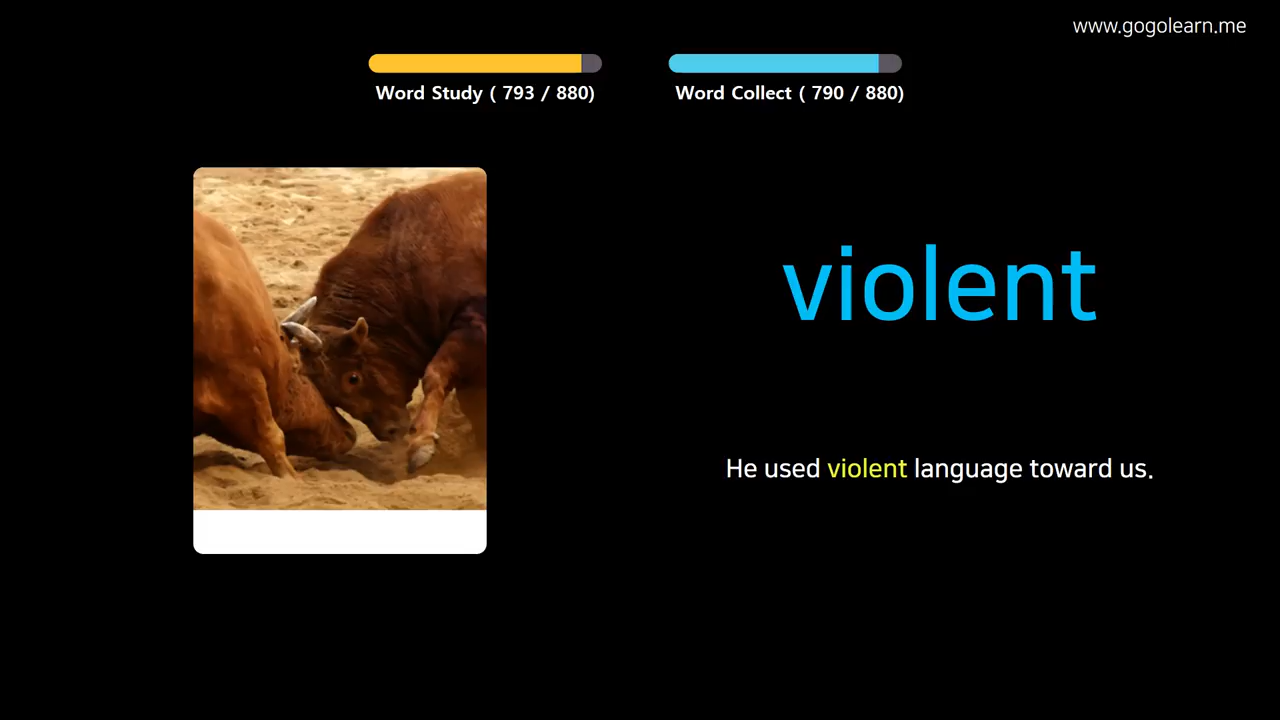 www.gogolearn.me
Word Study ( 793 / 880)
Word Collect ( 790 / 880)
violent
He used violent language toward us.